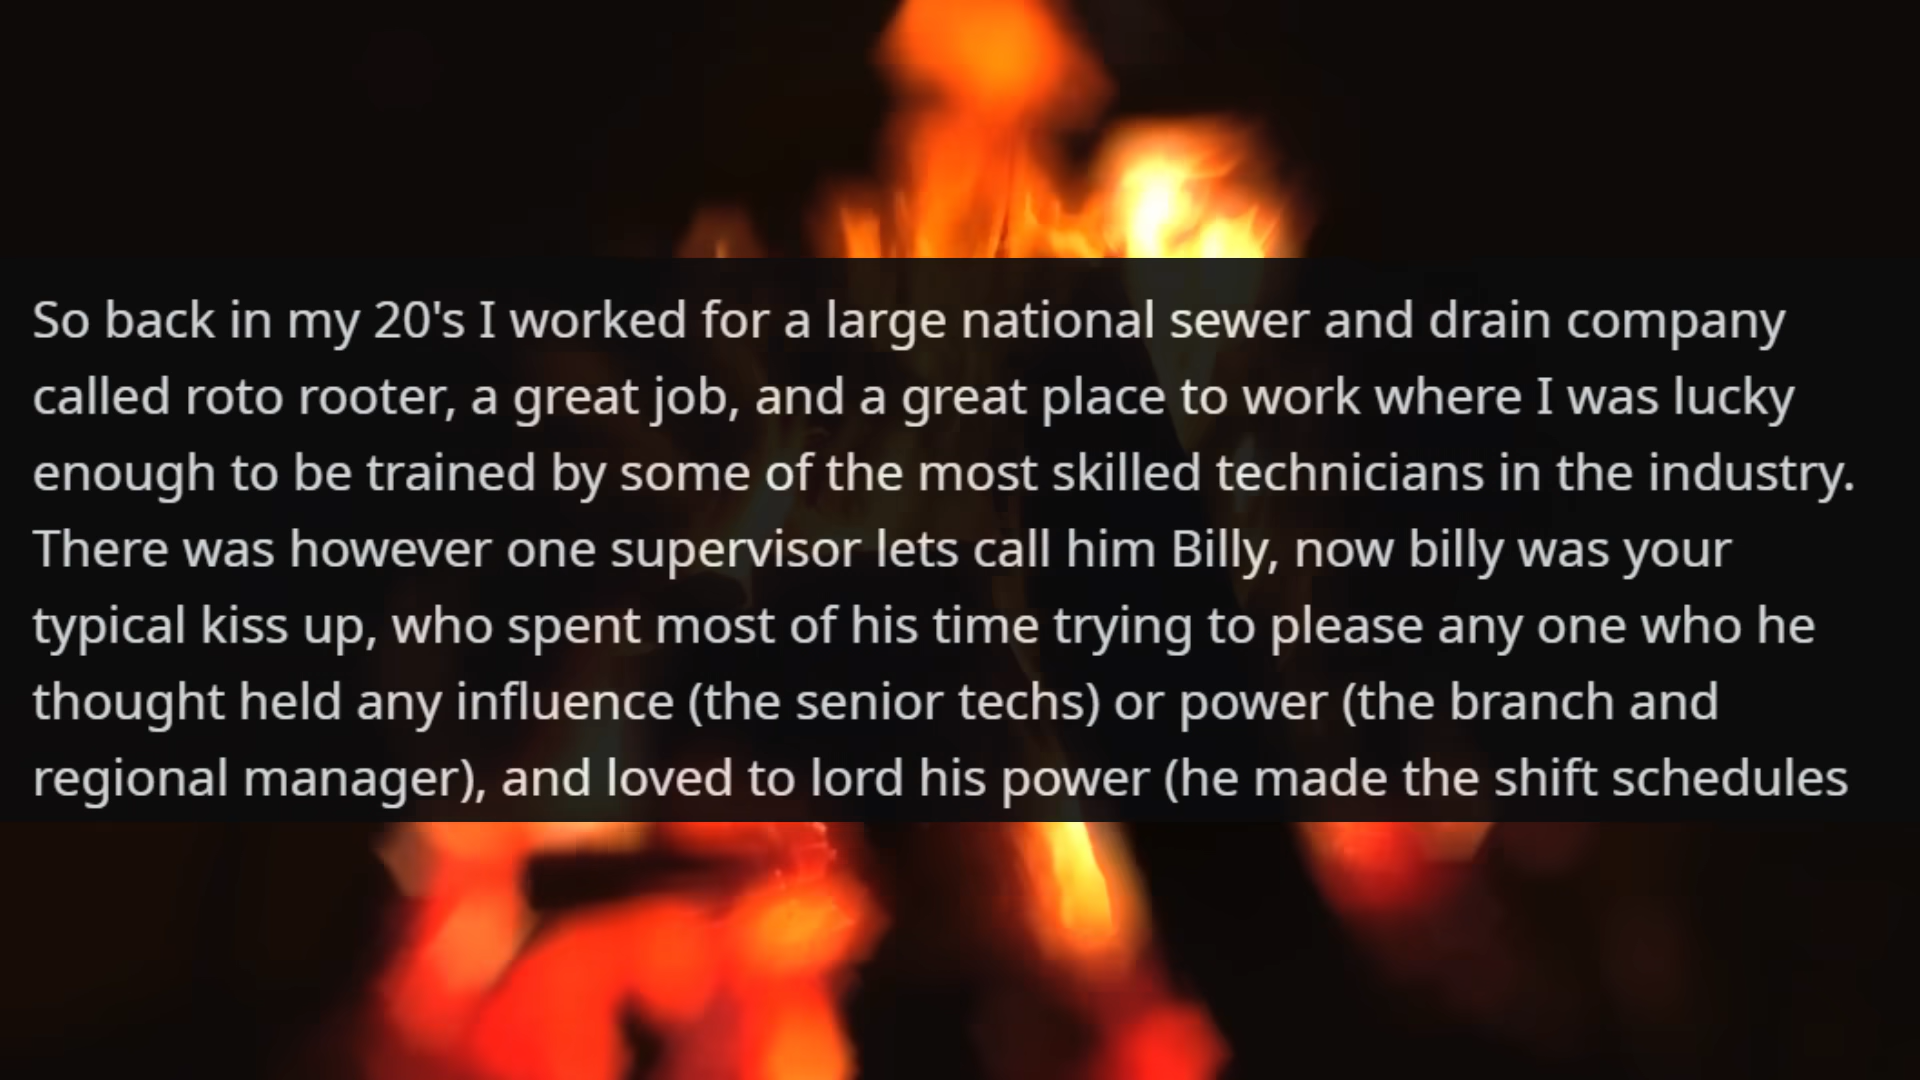 So back in my 20's I worked for a large national sewer and drain company
called roto rooter, a great job, and a great place to work where I was lucky
enough to be trained by some of the most skilled technicians in the industry.
There was however one supervisor lets call him Billy, now billy was your
typical kiss up, who spent most of his time trying to please any one who he
thought held any influence (the senior techs) or power (the branch and
regional manager), and loved to lord his power (he made the shift schedules